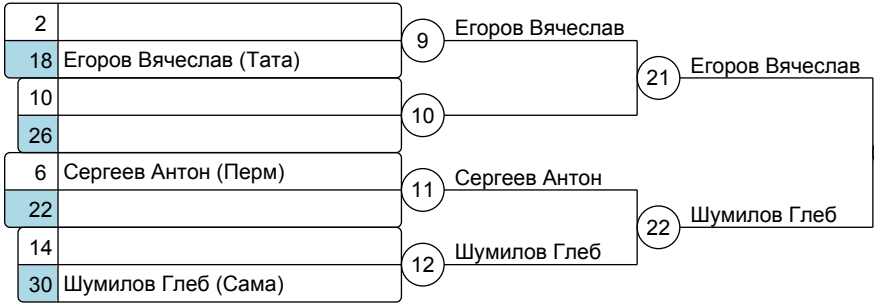 2
9
Егоров Вячеслав
18 Егоров Вячеслав (Тата)
21
Егоров Вячеслав
10
10
26
6 Сергеев Антон (Перм)
11
Сергеев Антон
22
22
Шумилов Глеб
14
12
Шумилов Глеб
30 Шумилов Глеб (Сама)